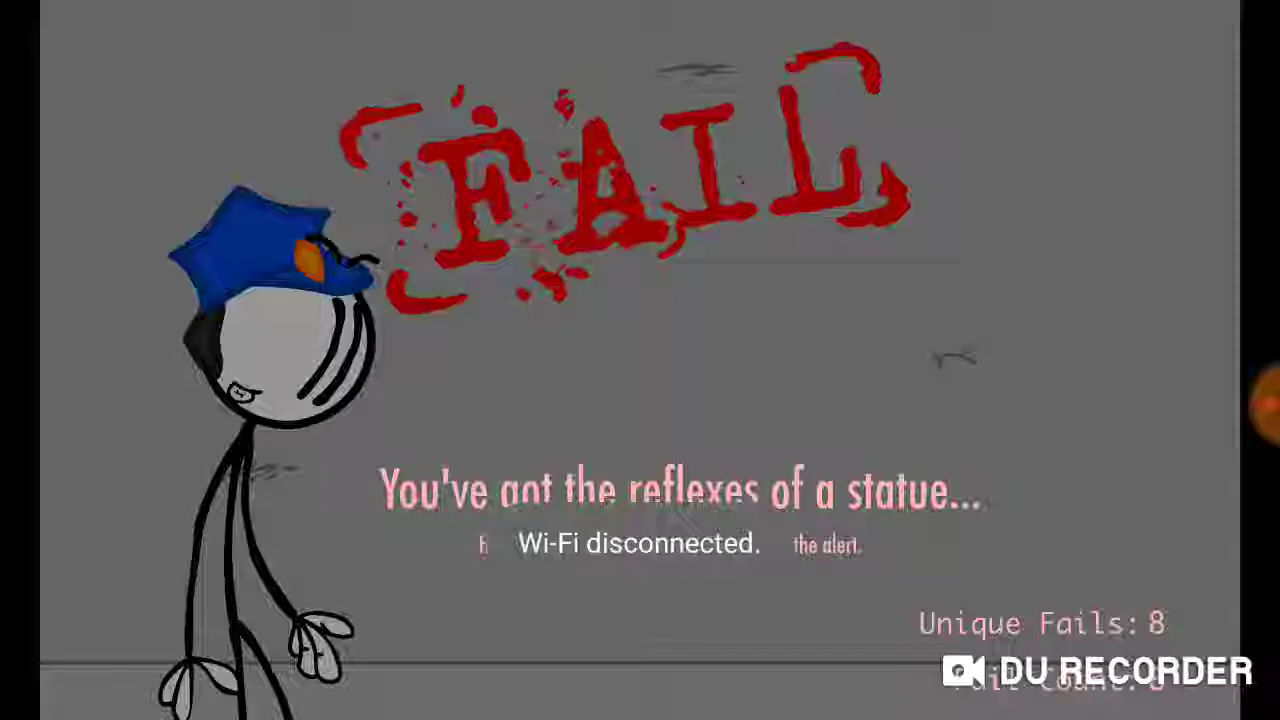 FAIL
You've got the reflexes of a statue...
Wi-Fi disconnected. the alert.
Unique Fails: 8
DU RECORDER